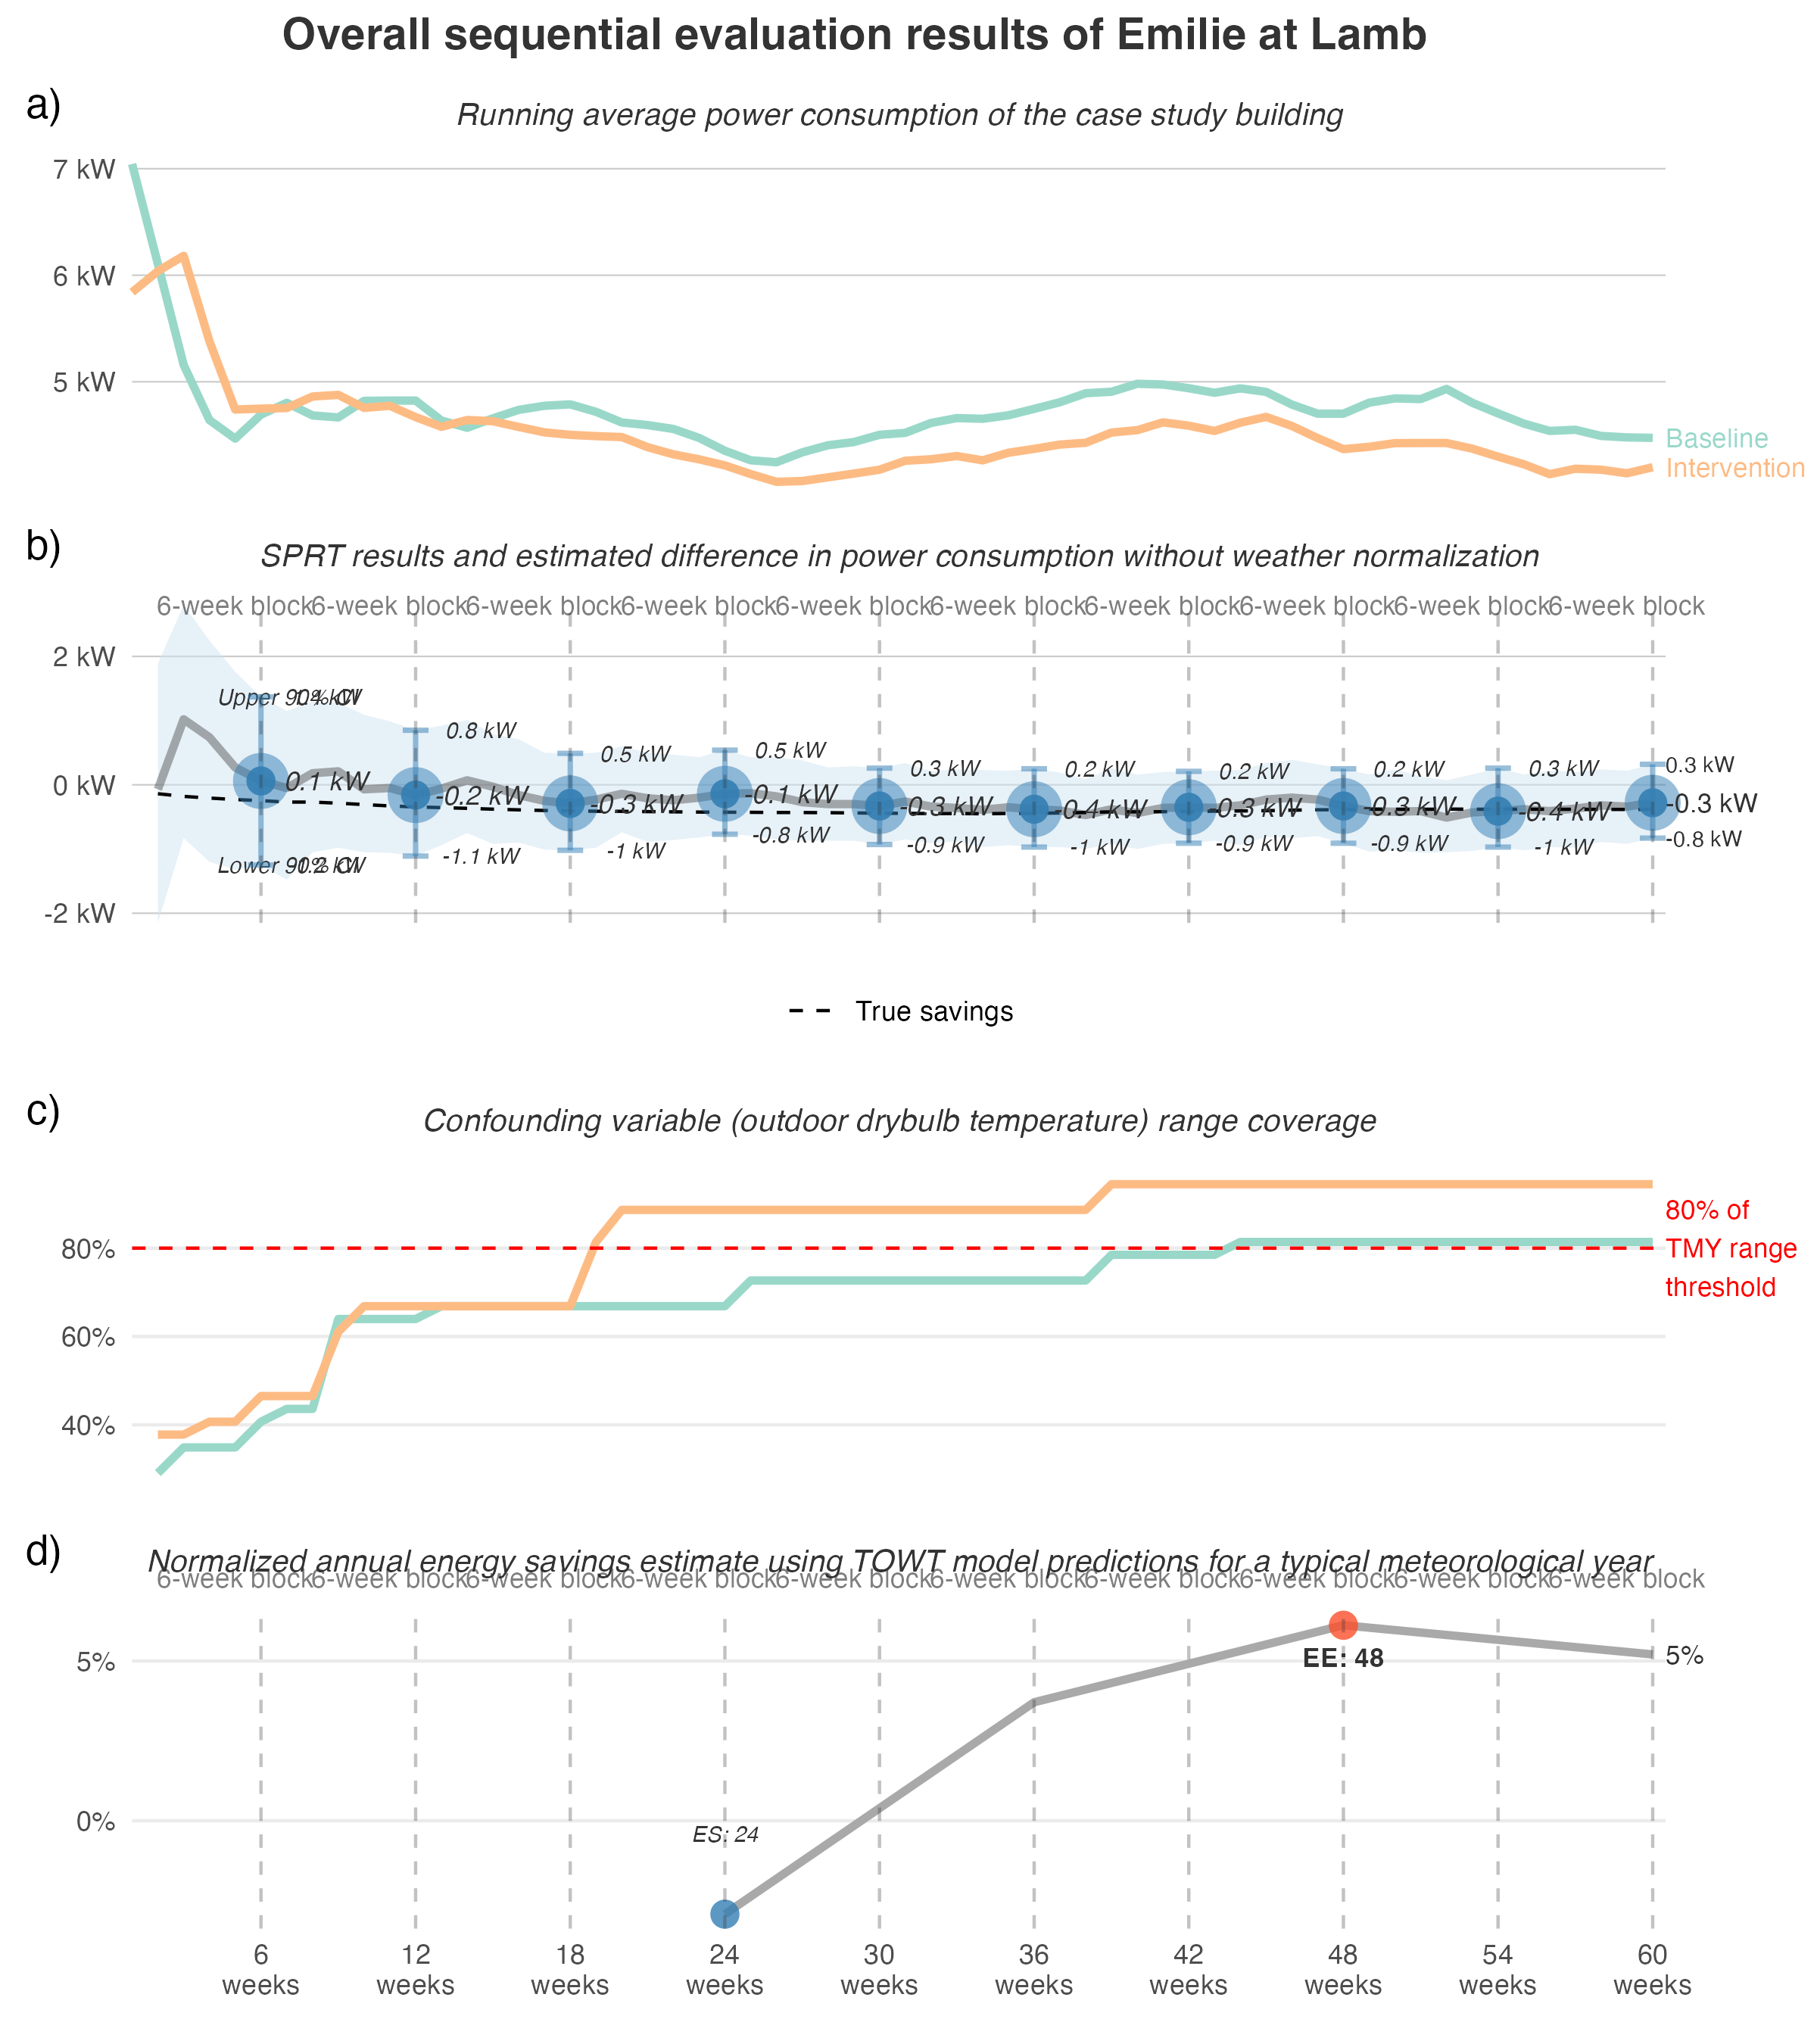 Overall sequential evaluation results of Emilie at Lamb
a)
Running average power consumption of the case study building
7 kW
6 kW
5 kW
Baseline
Intervention
b)
SPRT results and estimated difference in power consumption without weather normalization
6-week block 6-week block 6-week block 6-week block 6-week block 6-week block 6-week block 6-week block 6-week block 6-week block
2 kW
0 kW
-2 kW
Upper 90% CI 1.4 kW 0.8 kW 0.5 kW 0.5 kW 0.3 kW 0.2 kW 0.2 kW 0.2 kW 0.3 kW 0.3 kW
0.1 kW -0.2 kW -0.3 kW -0.1 kW -0.3 kW -0.4 kW -0.3 kW -0.3 kW -0.4 kW -0.3 kW
Lower 90% CI -1.2 kW -1.1 kW -1 kW -0.8 kW -0.9 kW -1 kW -0.9 kW -0.9 kW -1 kW -0.8 kW
True savings
c)
Confounding variable (outdoor drybulb temperature) range coverage
80%
60%
40%
80% of
TMY range
threshold
d)
Normalized annual energy savings estimate using TOWT model predictions for a typical meteorological year
6-week block 6-week block 6-week block 6-week block 6-week block 6-week block 6-week block 6-week block 6-week block 6-week block
5%
0%
EE: 48
5%
ES: 24
6 12 18 24 30 36 42 48 54 60
weeks weeks weeks weeks weeks weeks weeks weeks weeks weeks